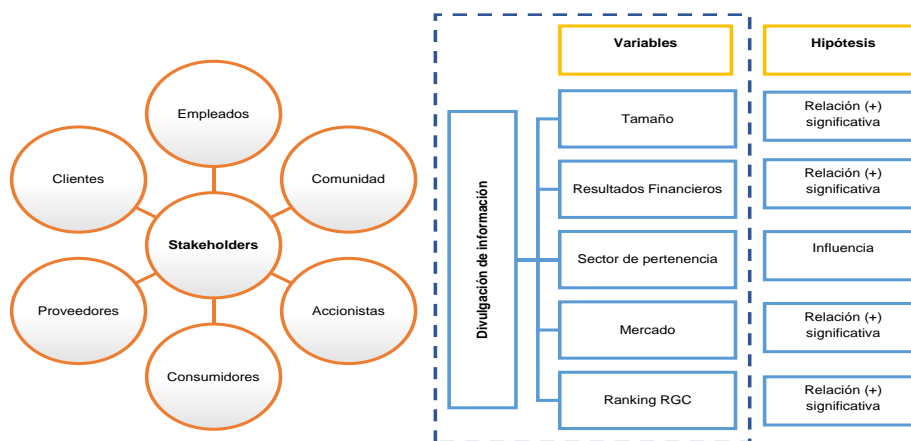 Empleados
Clientes
Comunidad
Stakeholders
Proveedores
Accionistas
Consumidores
Divulgación de información
Variables
Hipótesis
Tamaño
Relación (+)
significativa
Resultados Financieros
Relación (+)
significativa
Sector de pertenencia
Influencia
Mercado
Relación (+)
significativa
Ranking RGC
Relación (+)
significativa